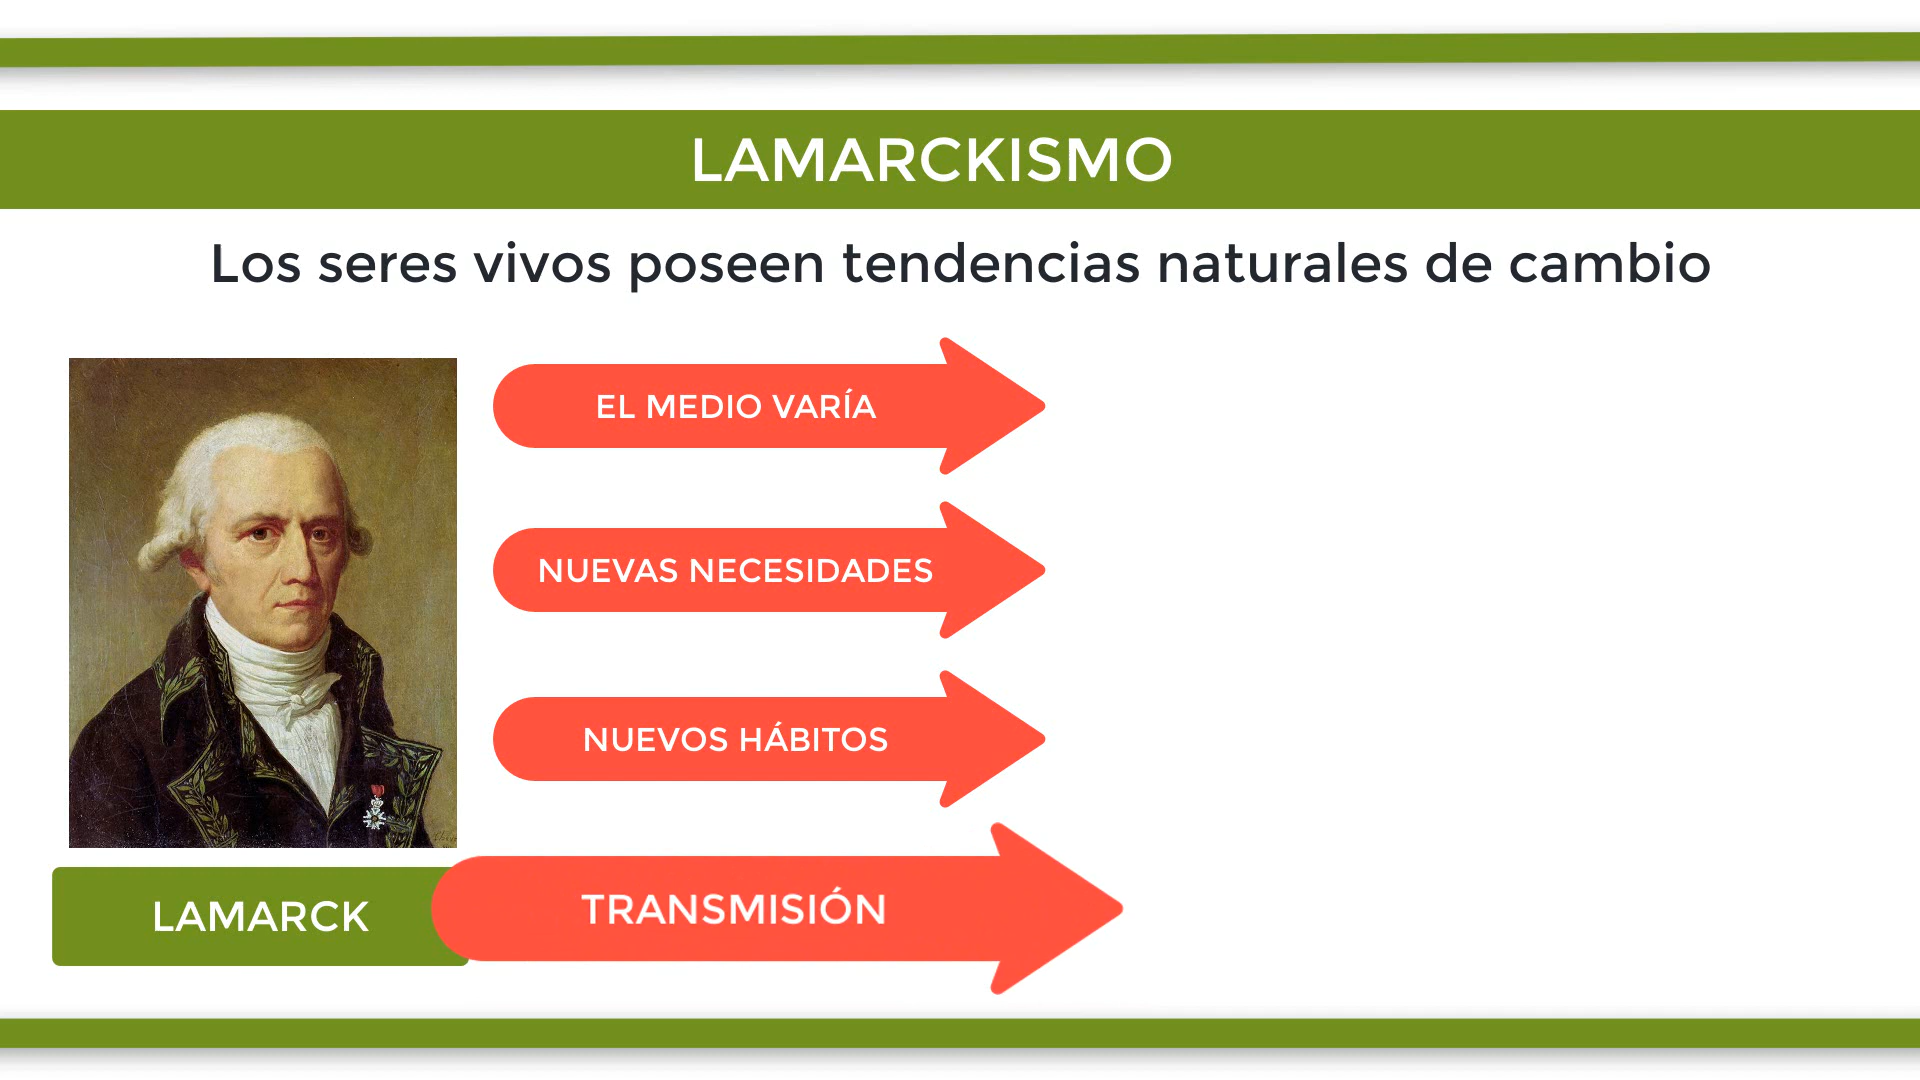 LAMARCKISMO
Los seres vivos poseen tendencias naturales de cambio
EL MEDIO VARÍA
NUEVAS NECESIDADES
NUEVOS HÁBITOS
TRANSMISIÓN
LAMARCK